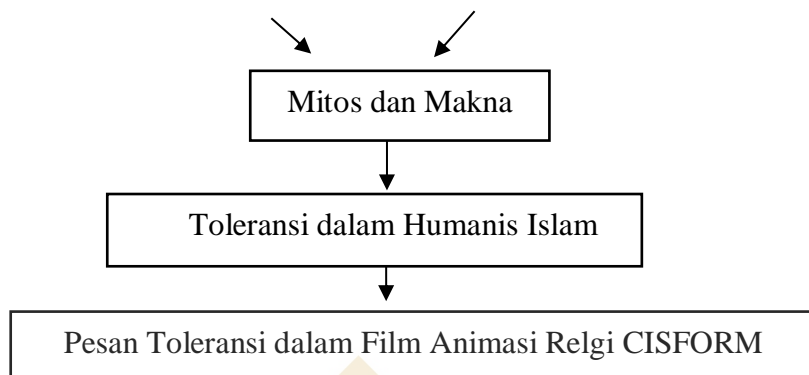 Mitos dan Makna
Toleransi dalam Humanis Islam
Pesan Toleransi dalam Film Animasi Relgi CISFORM